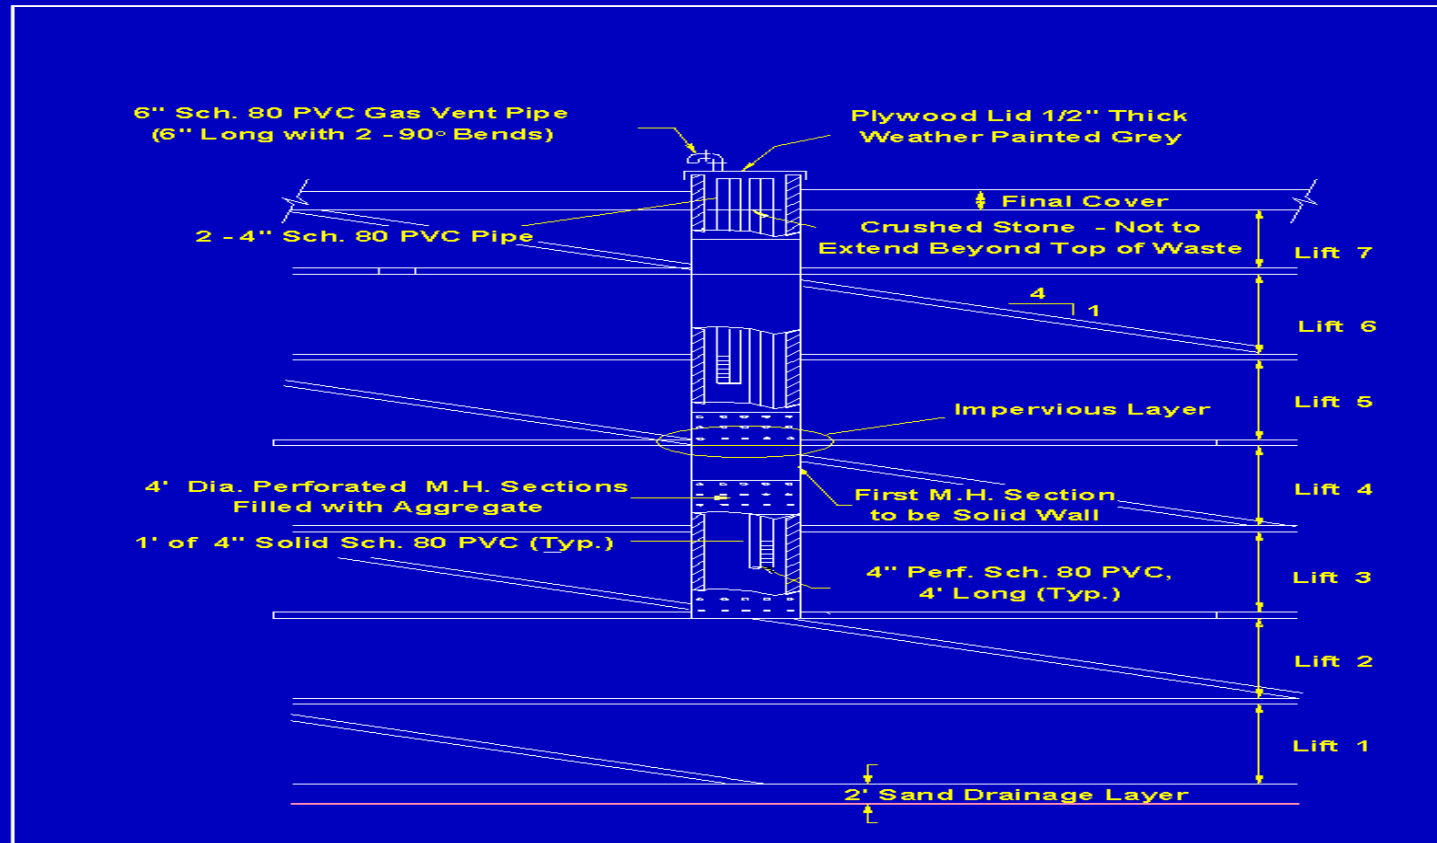 6" Sch. 80 PVC Gas Vent Pipe
(6" Long with 2 - 90° Bends)
Plywood Lid 1/2" Thick
Weather Painted Grey
Final Cover
2 - 4" Sch. 80 PVC Pipe
Crushed Stone - Not to
Extend Beyond Top of Waste
Lift 7
4
1
Lift 6
Lift 5
Impervious Layer
4' Dia. Perforated M.H. Sections
Filled with Aggregate
First M.H. Section
to be Solid Wall
Lift 4
1' of 4" Solid Sch. 80 PVC (Typ.)
4" Perf. Sch. 80 PVC,
4' Long (Typ.)
Lift 3
Lift 2
Lift 1
2' Sand Drainage Layer